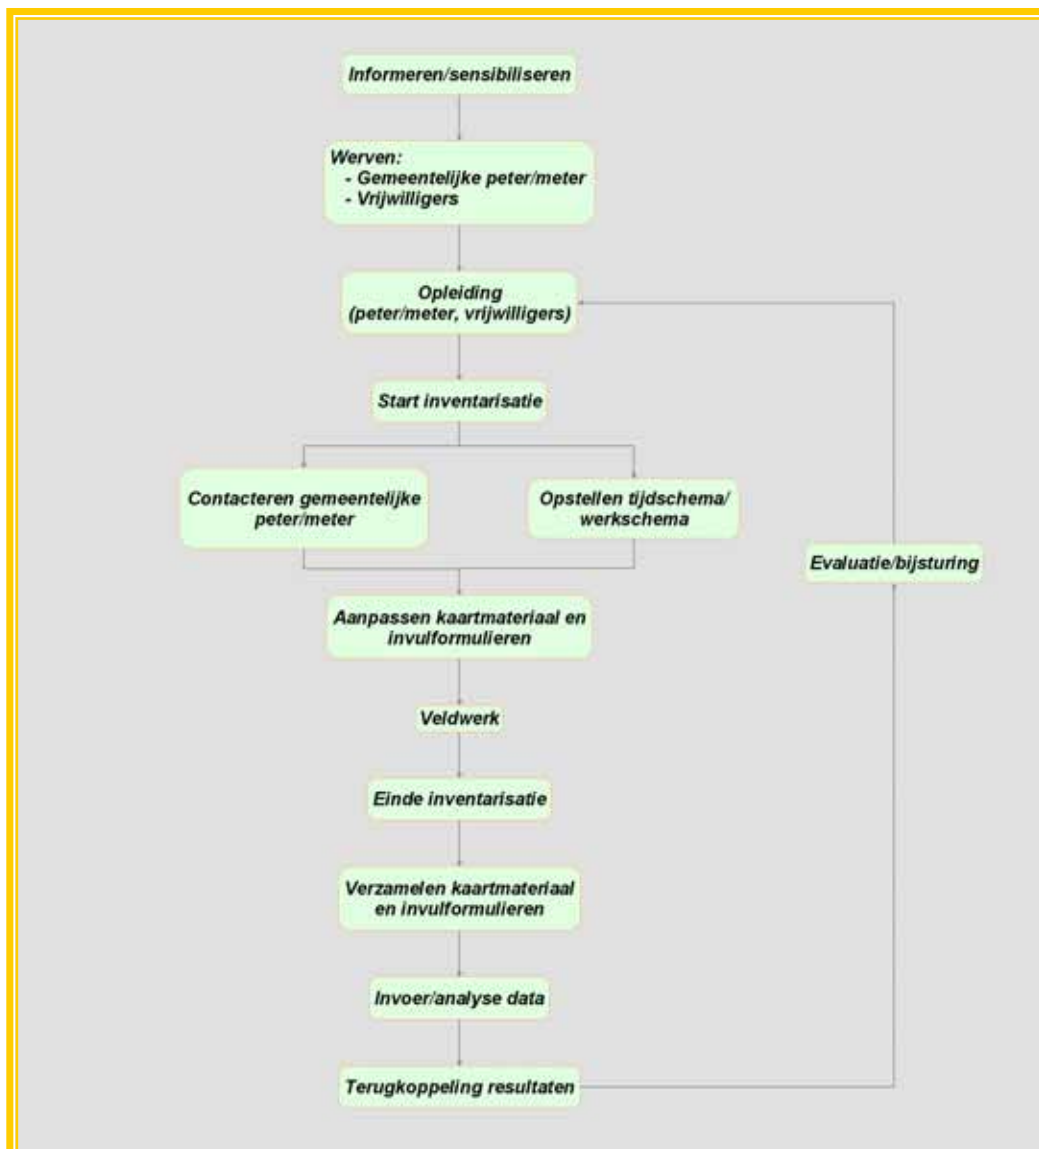 Informeren/sensibiliseren
Werven:
- Gemeentelijke peter/meter
- Vrijwilligers
Opleiding
(peter/meter, vrijwilligers)
Start inventarisatie
Contacteren gemeentelijke
peter/meter
Opstellen tijdschema/
werkschema
Evaluatie/bijsturing
Aanpassen kaartmateriaal en
invulformulieren
Veldwerk
Einde inventarisatie
Verzamelen kaartmateriaal
en invulformulieren
Invoer/analyse data
Terugkoppeling resultaten